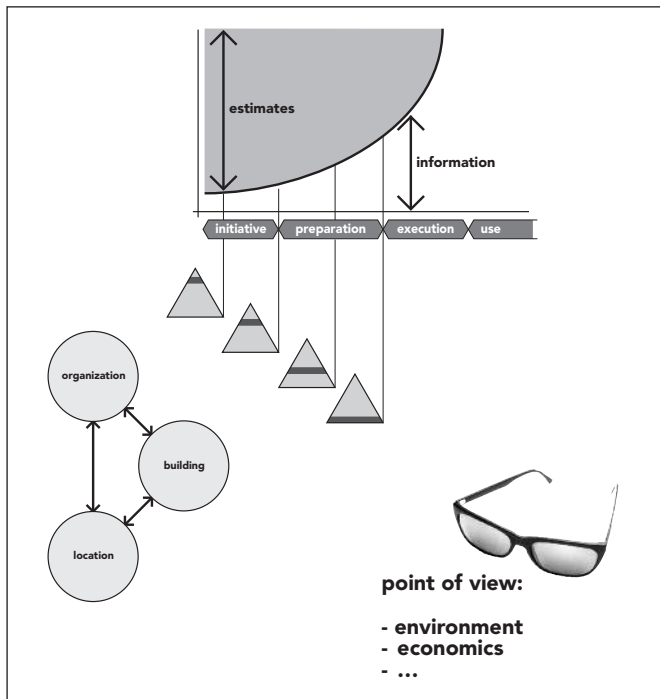 estimates
information
initiative
preparation
execution
use
organization
building
location
point of view:
- environment
- economics
- ...